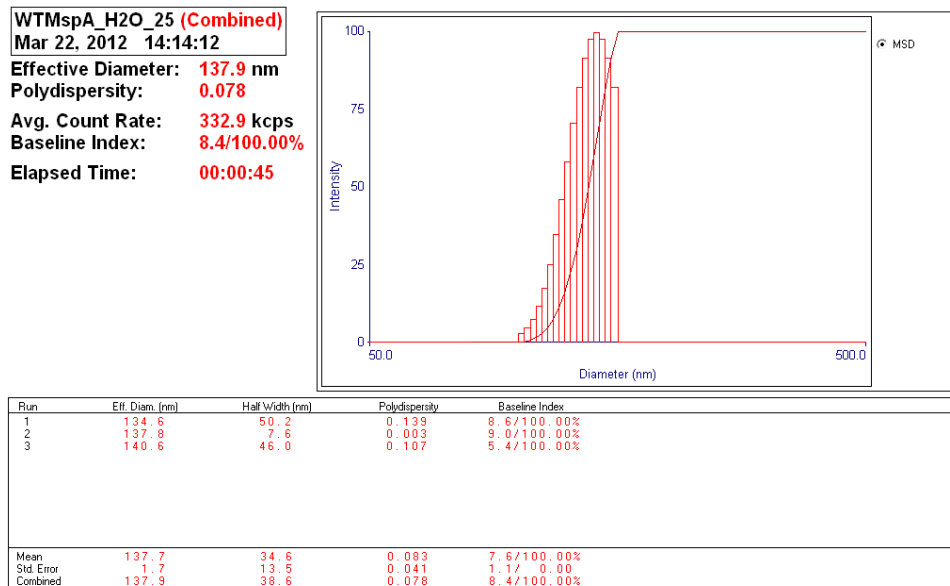 WTMspA_H2O_25 (Combined)
Mar 22, 2012 14:14:12
Effective Diameter: 137.9 nm
Polydispersity: 0.078
Avg. Count Rate: 332.9 kcps
Baseline Index: 8.4/100.00%
Elapsed Time: 00:00:45
100
75
50
25
0
Intensity
50.0 500.0
Diameter (nm)
MSD
Run Eff. Diam. (nm) Half Width (nm) Polydispersity Baseline Index
1 134.6 50.2 0.139 8.6/100.00%
2 137.8 7.6 0.003 9.0/100.00%
3 140.6 46.0 0.107 5.4/100.00%
Mean 137.7 34.6 0.083 7.6/100.00%
Std. Error 1.7 13.5 0.041 1.1/ 0.00
Combined 137.9 38.6 0.078 8.4/100.00%